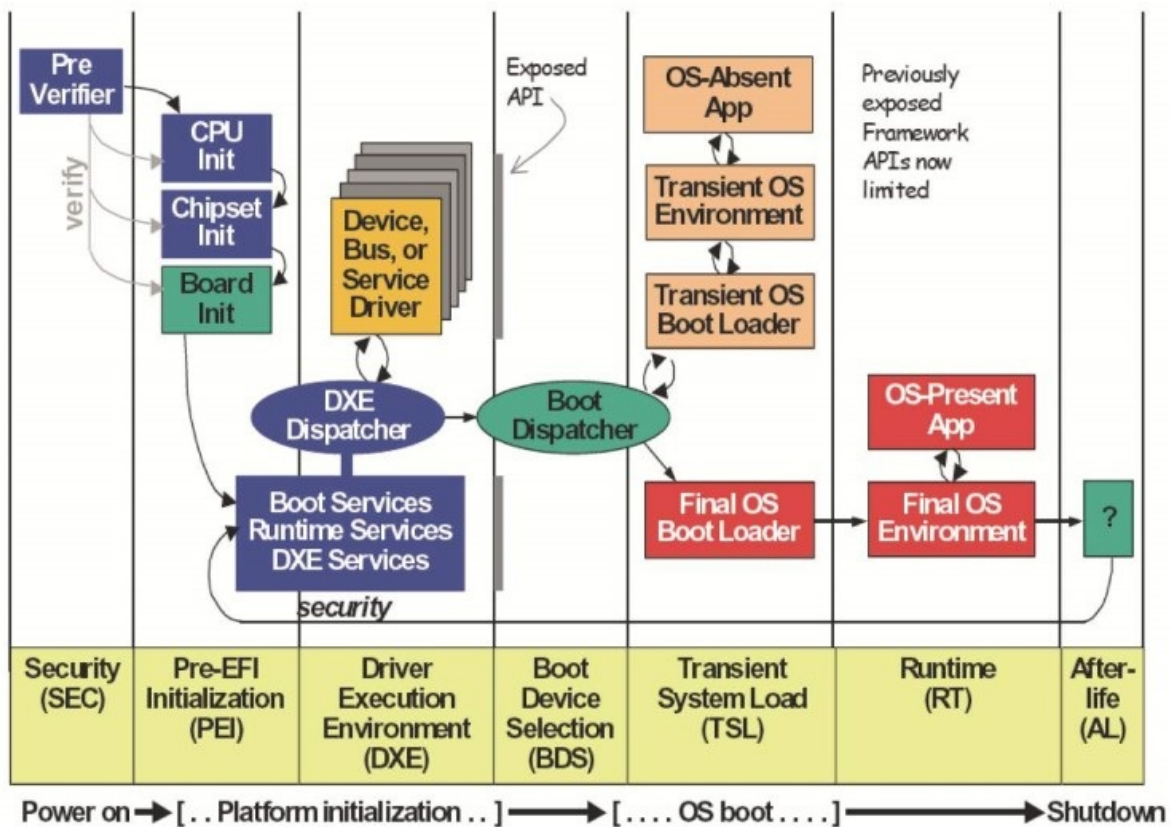 Pre
Verifier
verify
CPU
Init
Chipset
Init
Board
Init
Device,
Bus, or
Service
Driver
DXE
Dispatcher
Boot Services
Runtime Services
DXE Services
security
Exposed
API
Boot
Dispatcher
OS-Absent
App
Transient OS
Environment
Transient OS
Boot Loader
Final OS
Boot Loader
Previously
exposed
Framework
APIs now
limited
OS-Present
App
Final OS
Environment
?
Security
(SEC)
Pre-EFI
Initialization
(PEI)
Driver
Execution
Environment
(DXE)
Boot
Device
Selection
(BDS)
Transient
System Load
(TSL)
Runtime
(RT)
After-
life
(AL)
Power on [ . . Platform initialization . . ] [ . . . . OS boot . . . . ] Shutdown